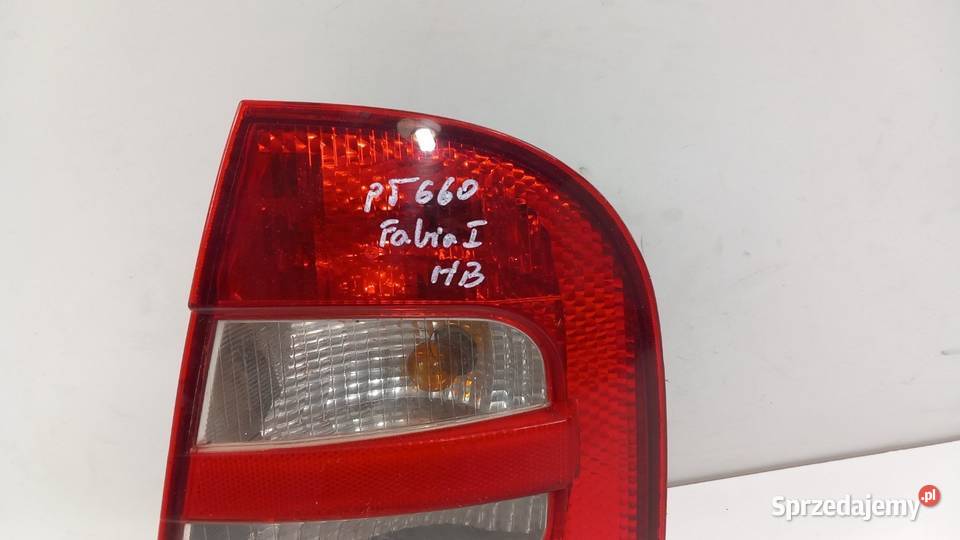 PT660
Fabia I
HB
Sprzedajemy.pl